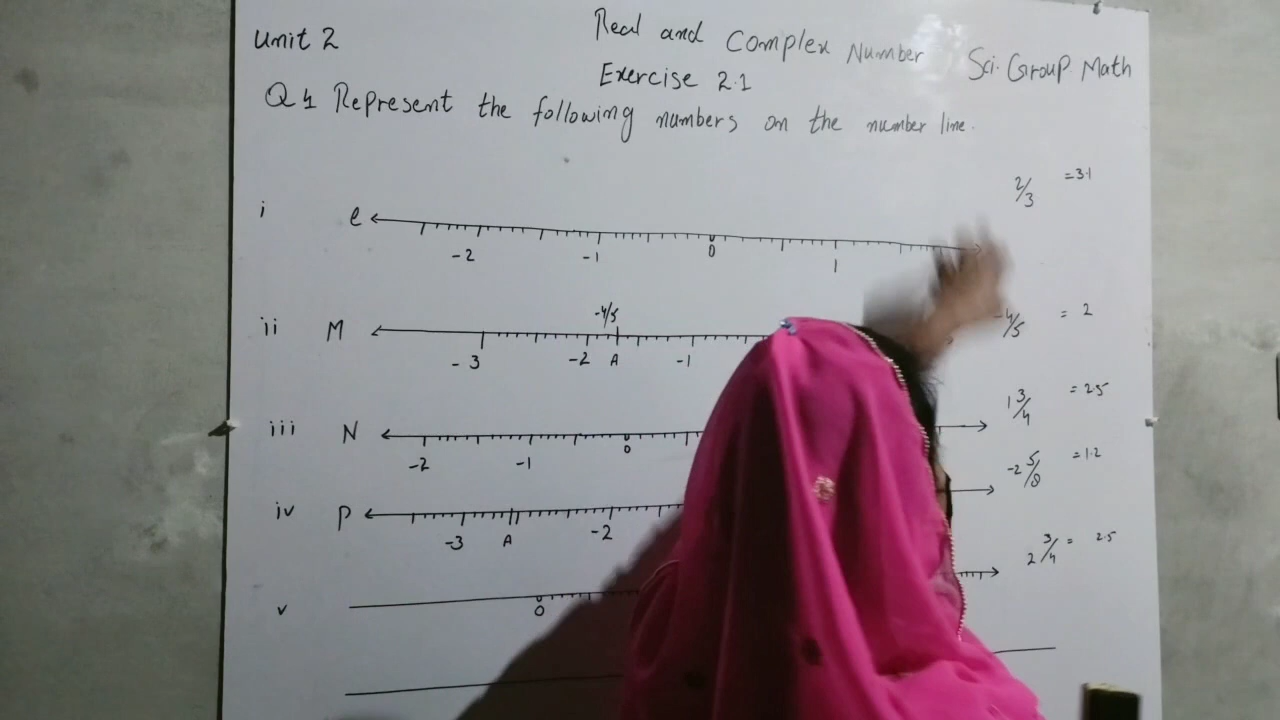 Unit 2 Real and Complex Number Sci. Group Math
Exercise 2.1
Q 4 Represent the following numbers on the number line.
2/3 = 3.1
i e
-2 -1 0 1
-4/5 -4/5 = 2
ii M
-3 -2 A -1
1 3/4 = 2.5
iii N
-2 -1 0
-2 5/8 = 1.2
iv P
-3 A -2
2 3/4 = 2.5
v
0